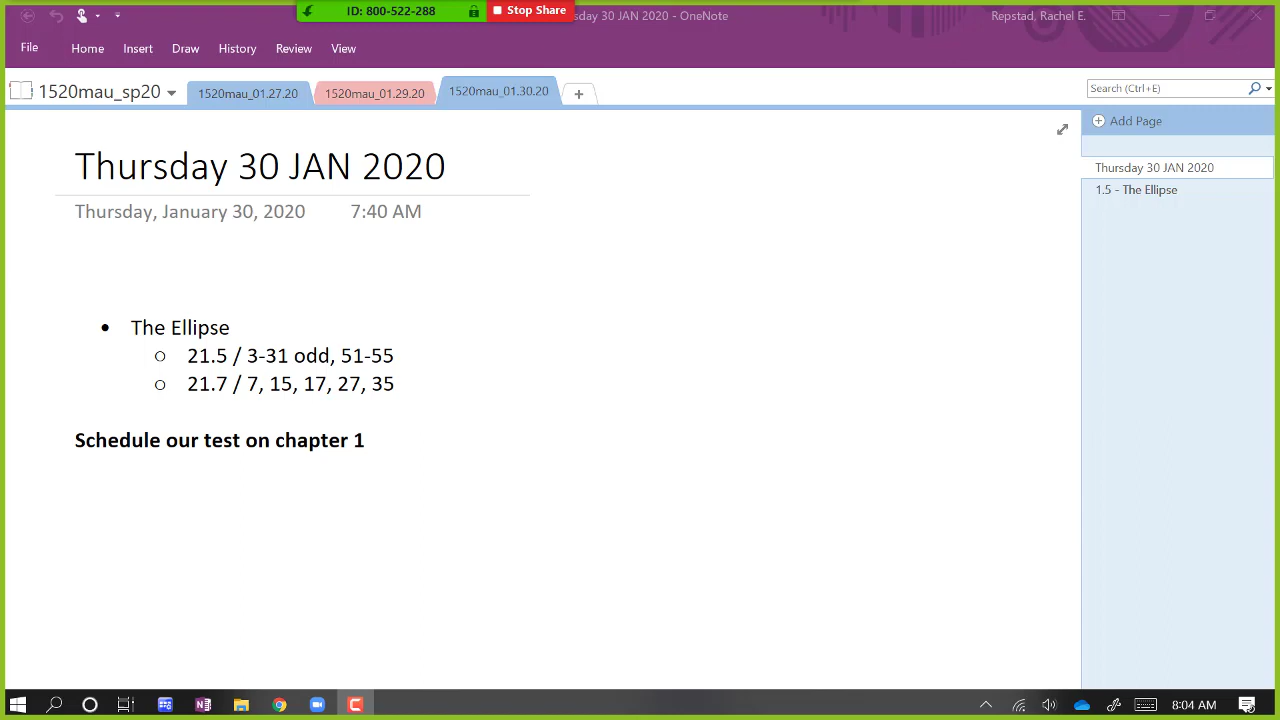 ID: 800-522-288
Stop Share
sday 30 JAN 2020 - OneNote
Repstad, Rachel E.
File
Home
Insert
Draw
History
Review
View
1520mau_sp20
1520mau_01.27.20
1520mau_01.29.20
1520mau_01.30.20
Search (Ctrl+E)
Add Page
Thursday 30 JAN 2020
1.5 - The Ellipse
Thursday 30 JAN 2020
Thursday, January 30, 2020
7:40 AM
• The Ellipse
o 21.5 / 3-31 odd, 51-55
o 21.7 / 7, 15, 17, 27, 35
Schedule our test on chapter 1
8:04 AM